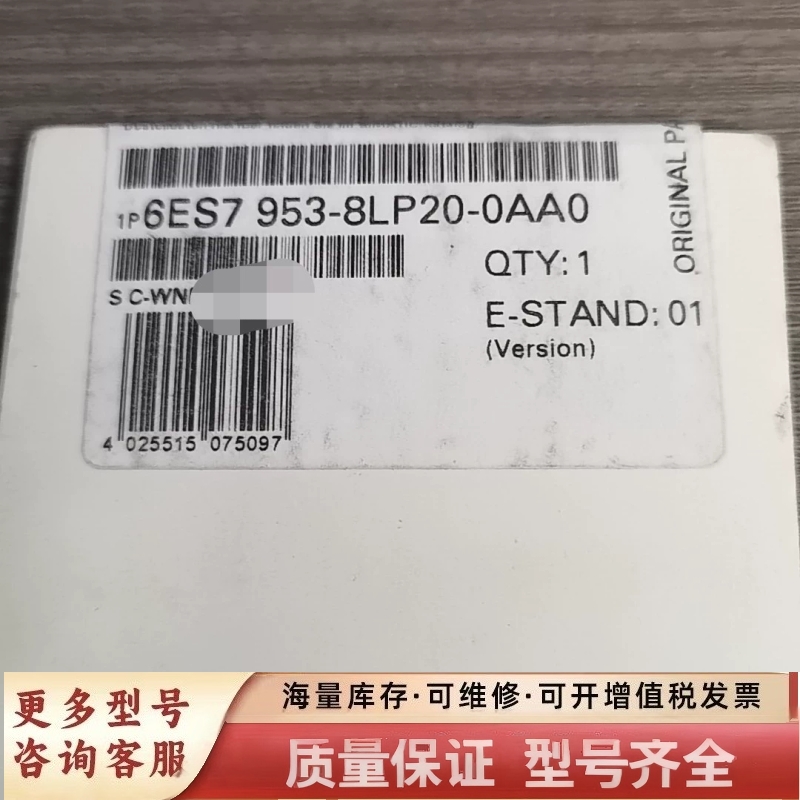 1P 6ES7 953-8LP20-0AA0
QTY: 1
S C-WN
E-STAND: 01
(Version)
4 025515 075097
ORIGINAL PA
更多型号
咨询客服
海量库存·可维修·可开增值税发票
质量保证 型号齐全